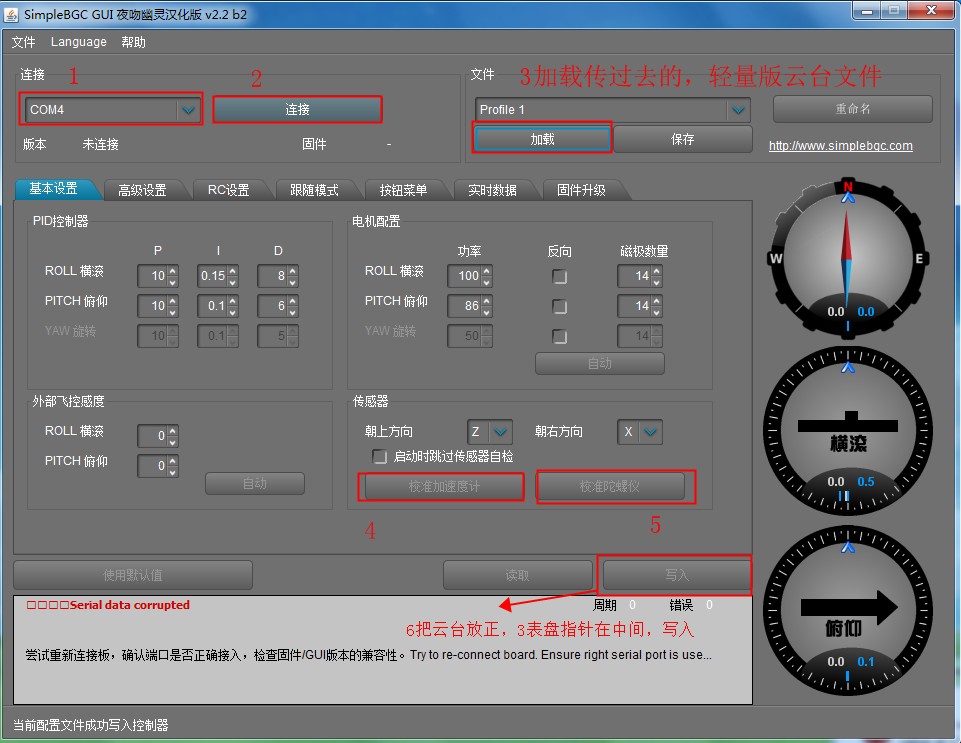 SimpleBGC GUI 夜吻幽灵汉化版 v2.2 b2
文件 Language 帮助
连接 1 2 文件 3加载传过去的，轻量版云台文件
COM4 连接 Profile 1 重命名
版本 未连接 固件 - 加载 保存 http://www.simplebgc.com
基本设置 高级设置 RC设置 跟随模式 按钮菜单 实时数据 固件升级
PID控制器 电机配置
P I D 功率 反向 磁极数量
ROLL 横滚 10 0.15 8 ROLL 横滚 100 14
PITCH 俯仰 10 0.1 6 PITCH 俯仰 86 14
YAW 旋转 10 0.1 5 YAW 旋转 50 14
自动
外部飞控感度 传感器
ROLL 横滚 0 朝上方向 Z 朝右方向 X
PITCH 俯仰 0 启动时跳过传感器自检
自动 校准加速度计 校准陀螺仪
4 5
使用默认值 读取 写入
Serial data corrupted 周期 0 错误 0
6把云台放正，3表盘指针在中间，写入
尝试重新连接板，确认端口是否正确接入，检查固件/GUI版本的兼容性。Try to re-connect board. Ensure right serial port is use...
当前配置文件成功写入控制器
N
W E
0.0 0.0
横滚
0.0 0.5
俯仰
0.0 0.1